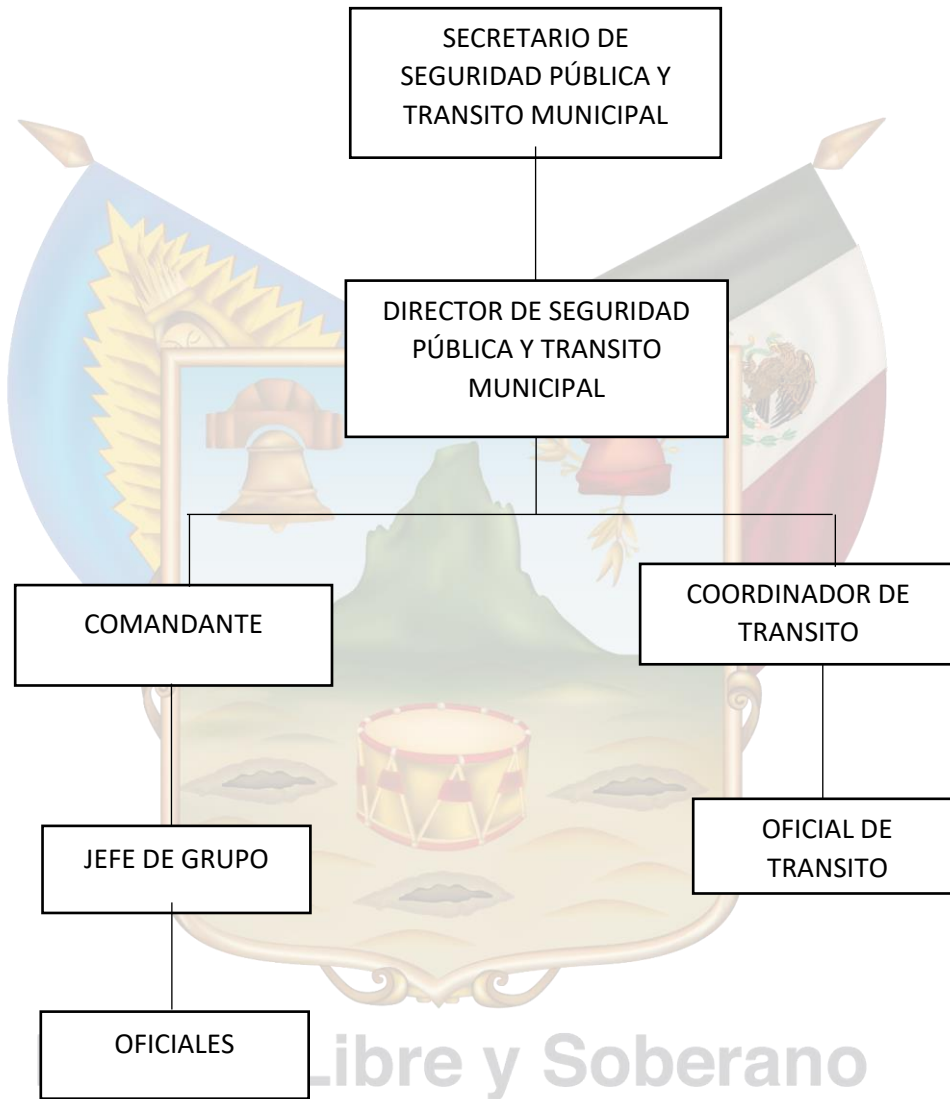 SECRETARIO DE
SEGURIDAD PÚBLICA Y
TRANSITO MUNICIPAL
DIRECTOR DE SEGURIDAD
PÚBLICA Y TRANSITO
MUNICIPAL
COMANDANTE
COORDINADOR DE
TRANSITO
JEFE DE GRUPO
OFICIAL DE
TRANSITO
OFICIALES
Libre y Soberano